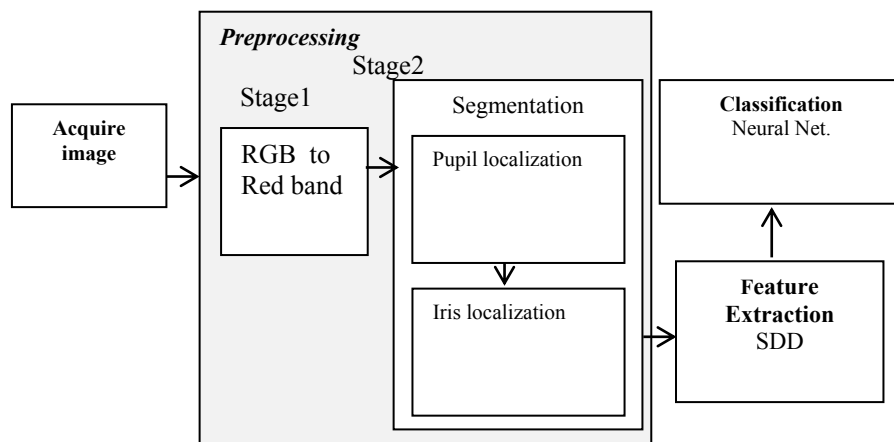 Preprocessing
Stage2
Stage1
Acquire
image
RGB to
Red band
Segmentation
Pupil localization
Iris localization
Classification
Neural Net.
Feature
Extraction
SDD